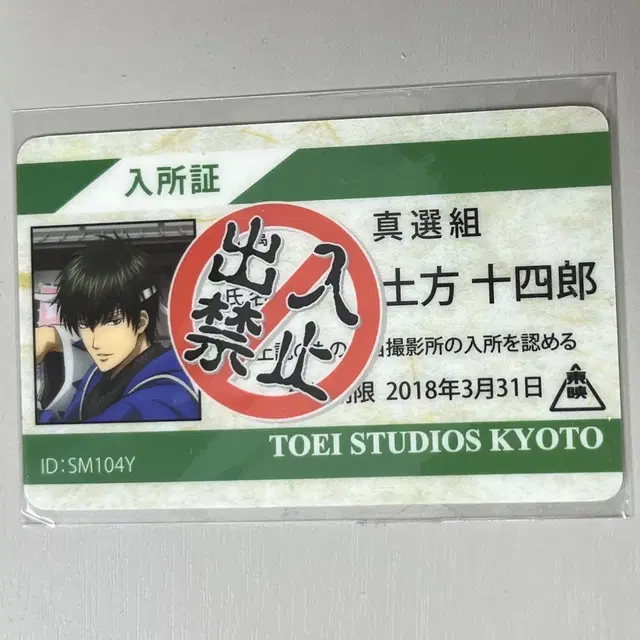 入所証
真選組
土方 十四郎
出入
禁止
撮影所の入所を認める
限 2018年3月31日
東映
TOEI STUDIOS KYOTO
ID:SM104Y